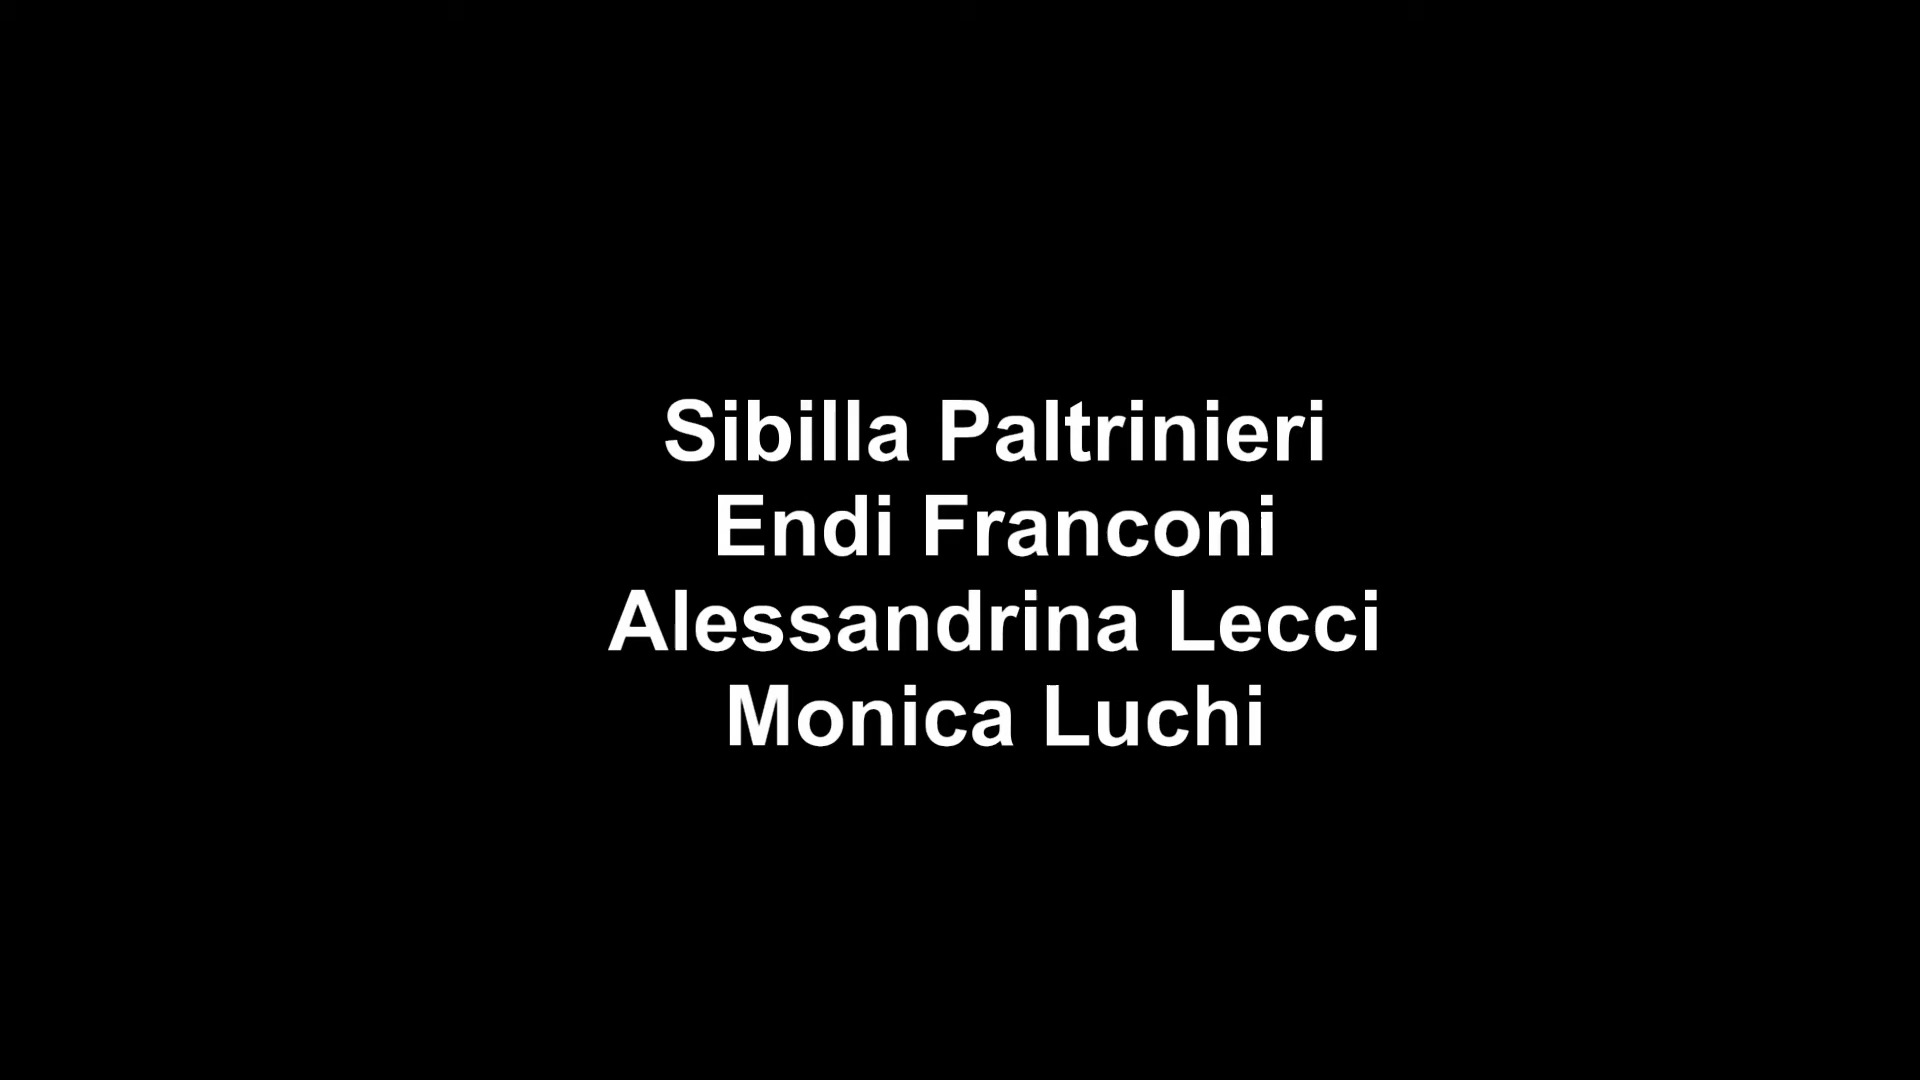 Sibilla Paltrinieri
Endi Franconi
Alessandrina Lecci
Monica Luchi